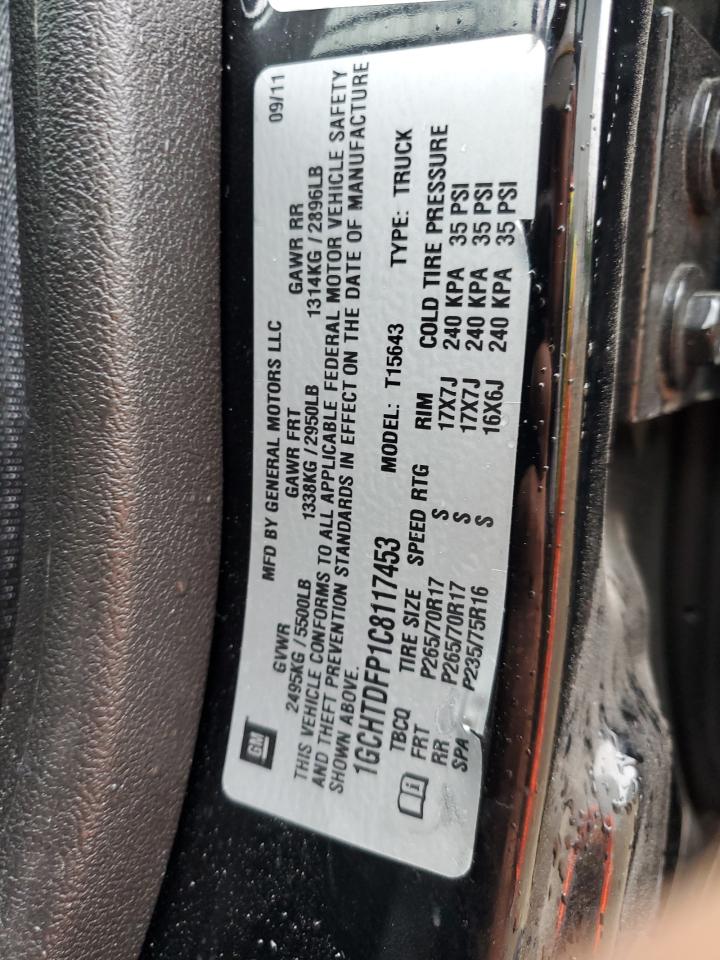 GM
MFD BY GENERAL MOTORS LLC 09/11
GVWR GAWR FRT GAWR RR
2495KG / 5500LB 1338KG / 2950LB 1314KG / 2896LB
THIS VEHICLE CONFORMS TO ALL APPLICABLE FEDERAL MOTOR VEHICLE SAFETY
AND THEFT PREVENTION STANDARDS IN EFFECT ON THE DATE OF MANUFACTURE
SHOWN ABOVE.
1GCHTDFP1C8117453 MODEL: T15643 TYPE: TRUCK
TBCQ TIRE SIZE SPEED RTG RIM COLD TIRE PRESSURE
FRT P265/70R17 S 17X7J 240 KPA 35 PSI
RR P265/70R17 S 17X7J 240 KPA 35 PSI
SPA P235/75R16 S 16X6J 240 KPA 35 PSI